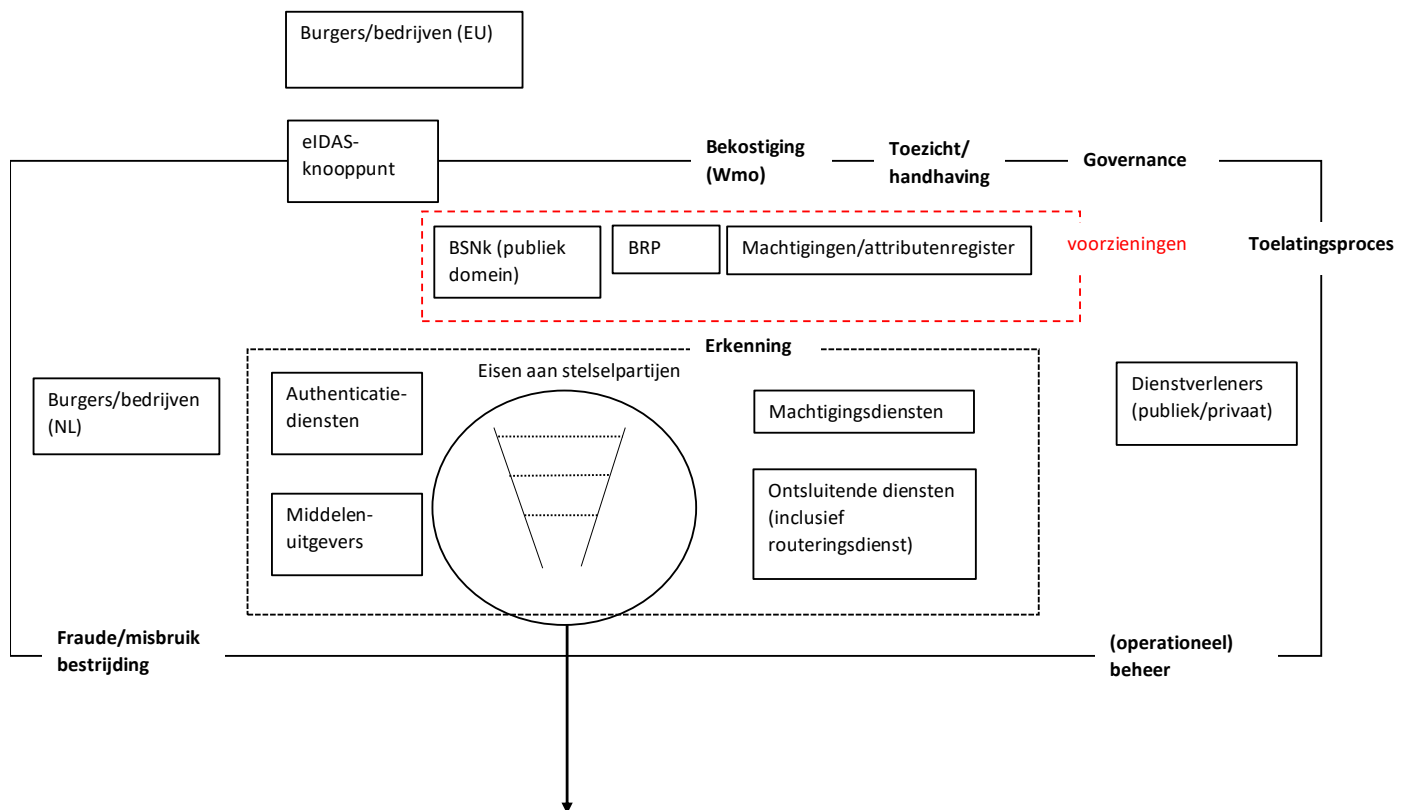 Burgers/bedrijven (EU)
eIDAS-
knooppunt
Bekostiging
(Wmo)
Toezicht/
handhaving
Governance
BSNk (publiek
domein)
BRP
Machtigingen/attributenregister
voorzieningen
Toelatingsproces
Erkenning
Eisen aan stelselpartijen
Burgers/bedrijven
(NL)
Authenticatie-
diensten
Machtigingsdiensten
Dienstverleners
(publiek/privaat)
Middelen-
uitgevers
Ontsluitende diensten
(inclusief
routeringsdienst)
Fraude/misbruik
bestrijding
(operationeel)
beheer